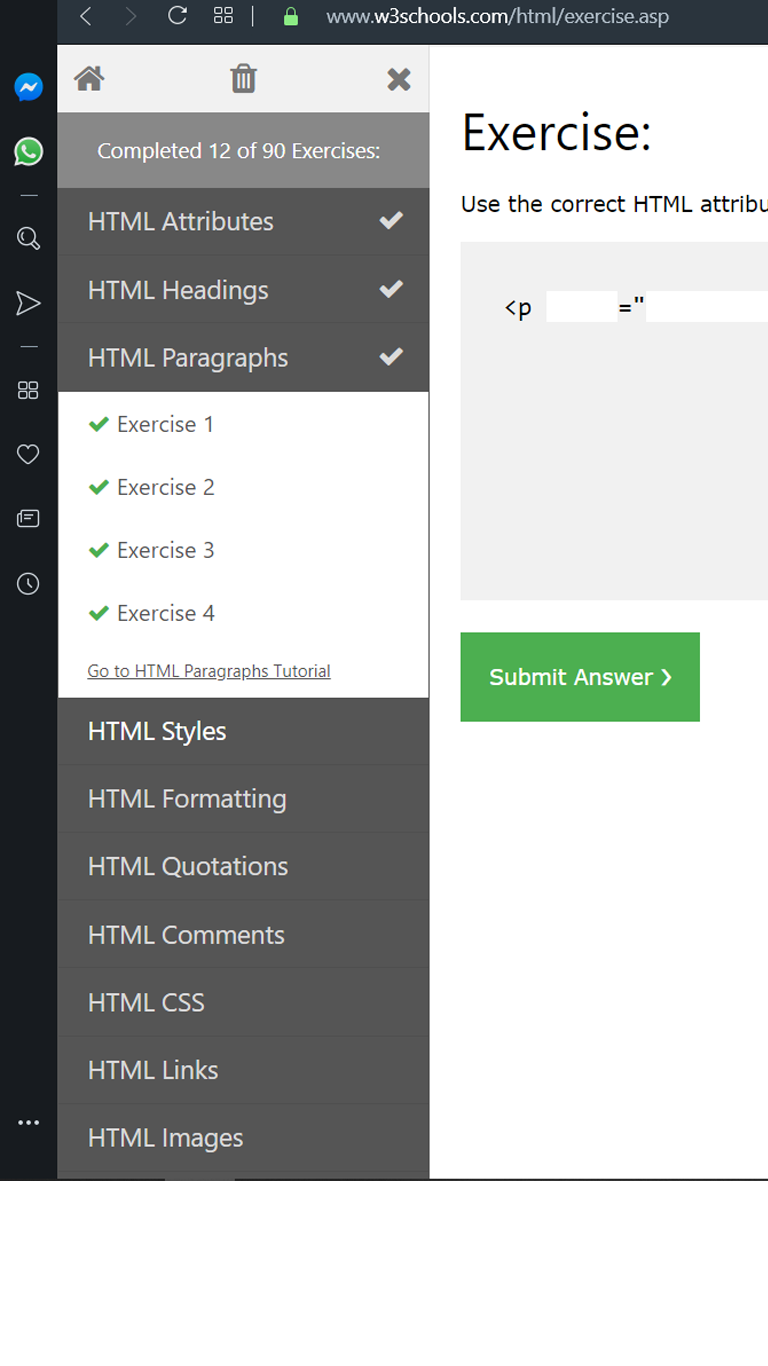 www.w3schools.com/html/exercise.asp
Completed 12 of 90 Exercises:
HTML Attributes
HTML Headings
HTML Paragraphs
Exercise 1
Exercise 2
Exercise 3
Exercise 4
Go to HTML Paragraphs Tutorial
HTML Styles
HTML Formatting
HTML Quotations
HTML Comments
HTML CSS
HTML Links
HTML Images
Exercise:
Use the correct HTML attribu
<p ="
Submit Answer ❯